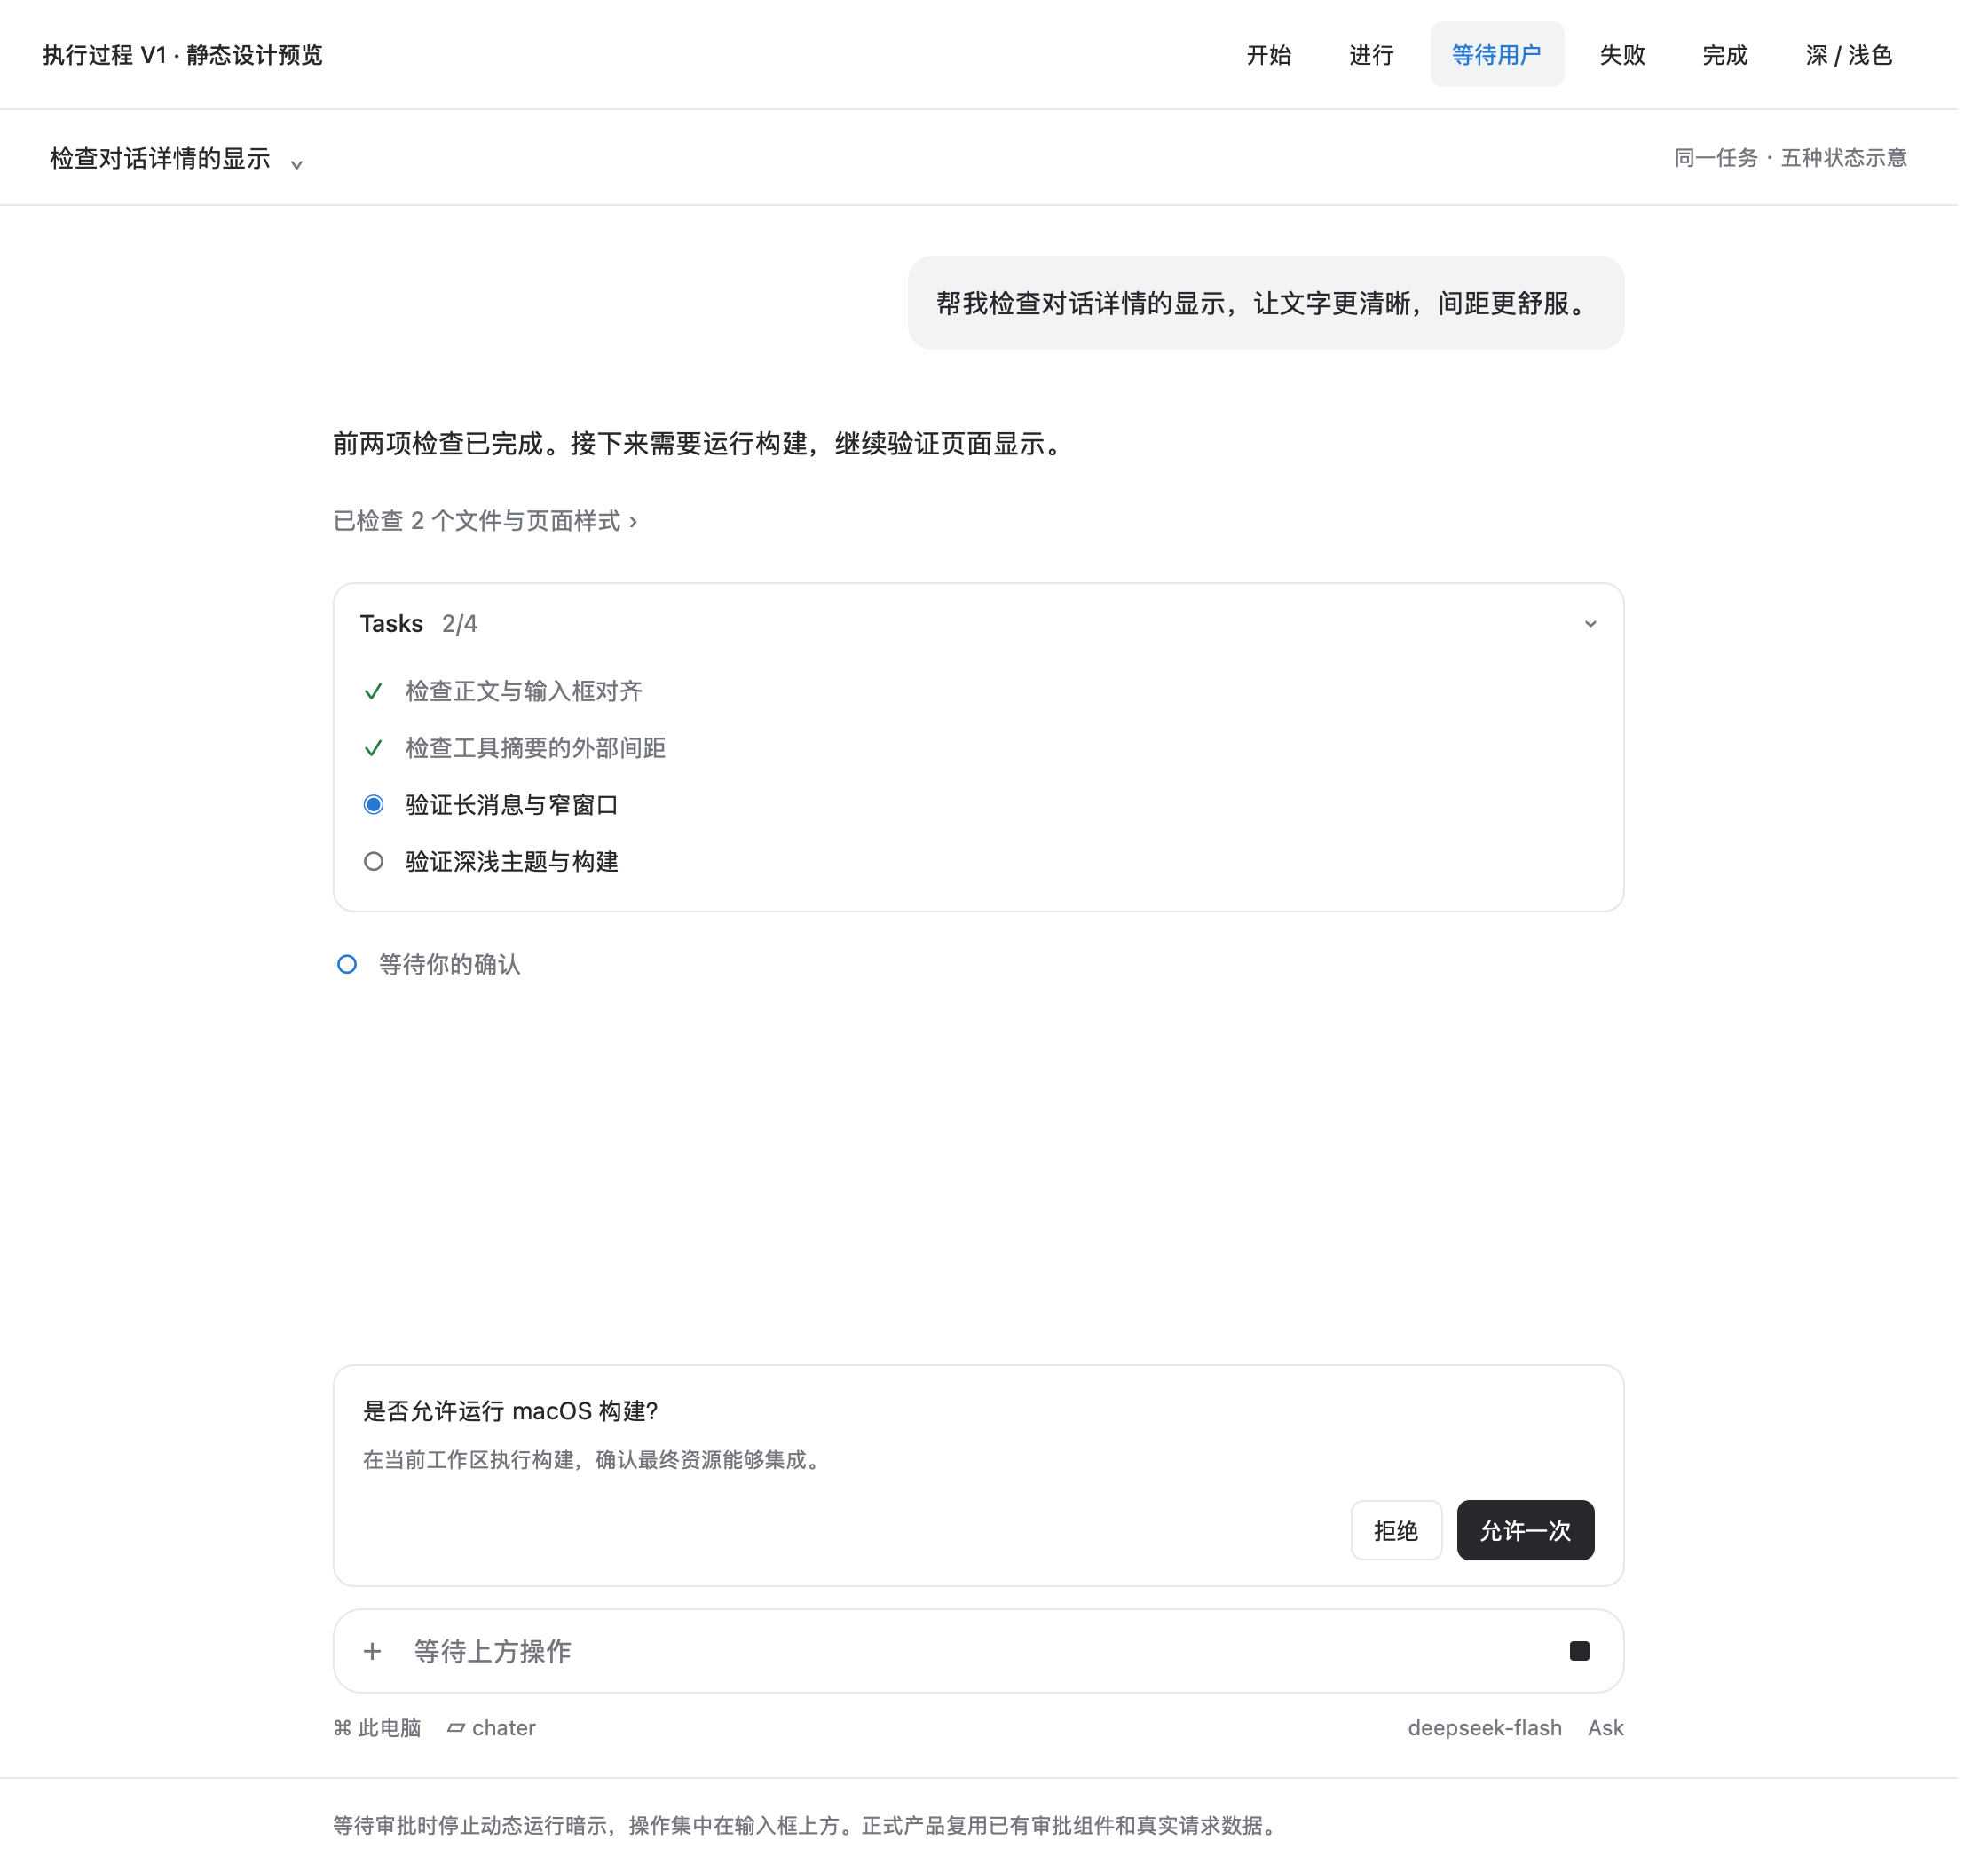 执行过程 V1 · 静态设计预览
开始
进行
等待用户
失败
完成
深 / 浅色
检查对话详情的显示
同一任务 · 五种状态示意
帮我检查对话详情的显示，让文字更清晰，间距更舒服。
前两项检查已完成。接下来需要运行构建，继续验证页面显示。
已检查 2 个文件与页面样式 ›
Tasks 2/4
检查正文与输入框对齐
检查工具摘要的外部间距
验证长消息与窄窗口
验证深浅主题与构建
等待你的确认
是否允许运行 macOS 构建?
在当前工作区执行构建，确认最终资源能够集成。
拒绝
允许一次
+ 等待上方操作
⌘ 此电脑
▱ chater
deepseek-flash
Ask
等待审批时停止动态运行暗示，操作集中在输入框上方。正式产品复用已有审批组件和真实请求数据。